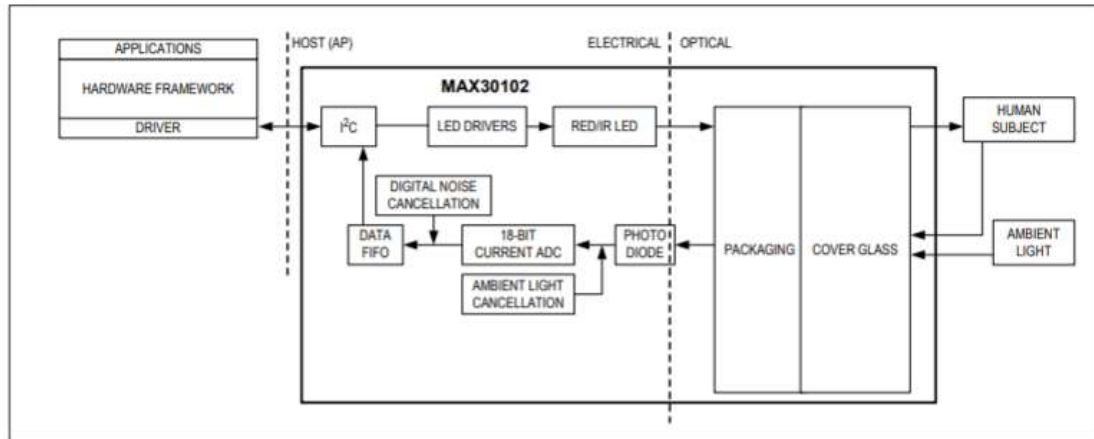 APPLICATIONS
HARDWARE FRAMEWORK
DRIVER
HOST (AP)
ELECTRICAL
OPTICAL
MAX30102
I²C
LED DRIVERS
RED/IR LED
HUMAN
SUBJECT
DIGITAL NOISE
CANCELLATION
DATA
FIFO
18-BIT
CURRENT ADC
PHOTO
DIODE
AMBIENT LIGHT
CANCELLATION
PACKAGING
COVER GLASS
AMBIENT
LIGHT